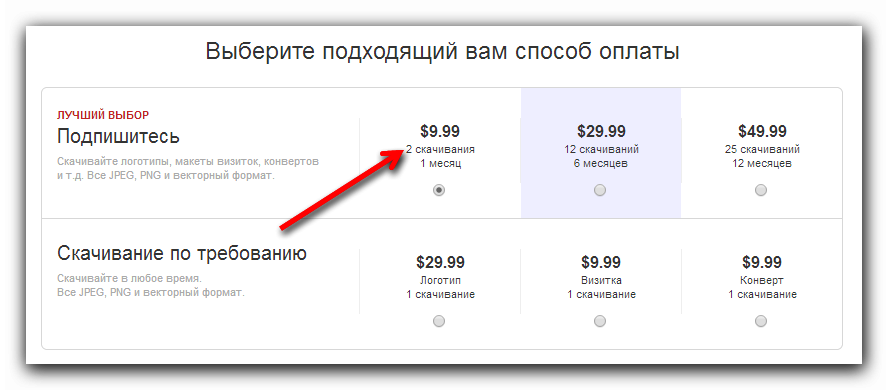 Выберите подходящий вам способ оплаты
ЛУЧШИЙ ВЫБОР
Подпишитесь
Скачивайте логотипы, макеты визиток, конвертов
и т.д. Все JPEG, PNG и векторный формат.
$9.99
2 скачивания
1 месяц
$29.99
12 скачиваний
6 месяцев
$49.99
25 скачиваний
12 месяцев
Скачивание по требованию
Скачивайте в любое время.
Все JPEG, PNG и векторный формат.
$29.99
Логотип
1 скачивание
$9.99
Визитка
1 скачивание
$9.99
Конверт
1 скачивание